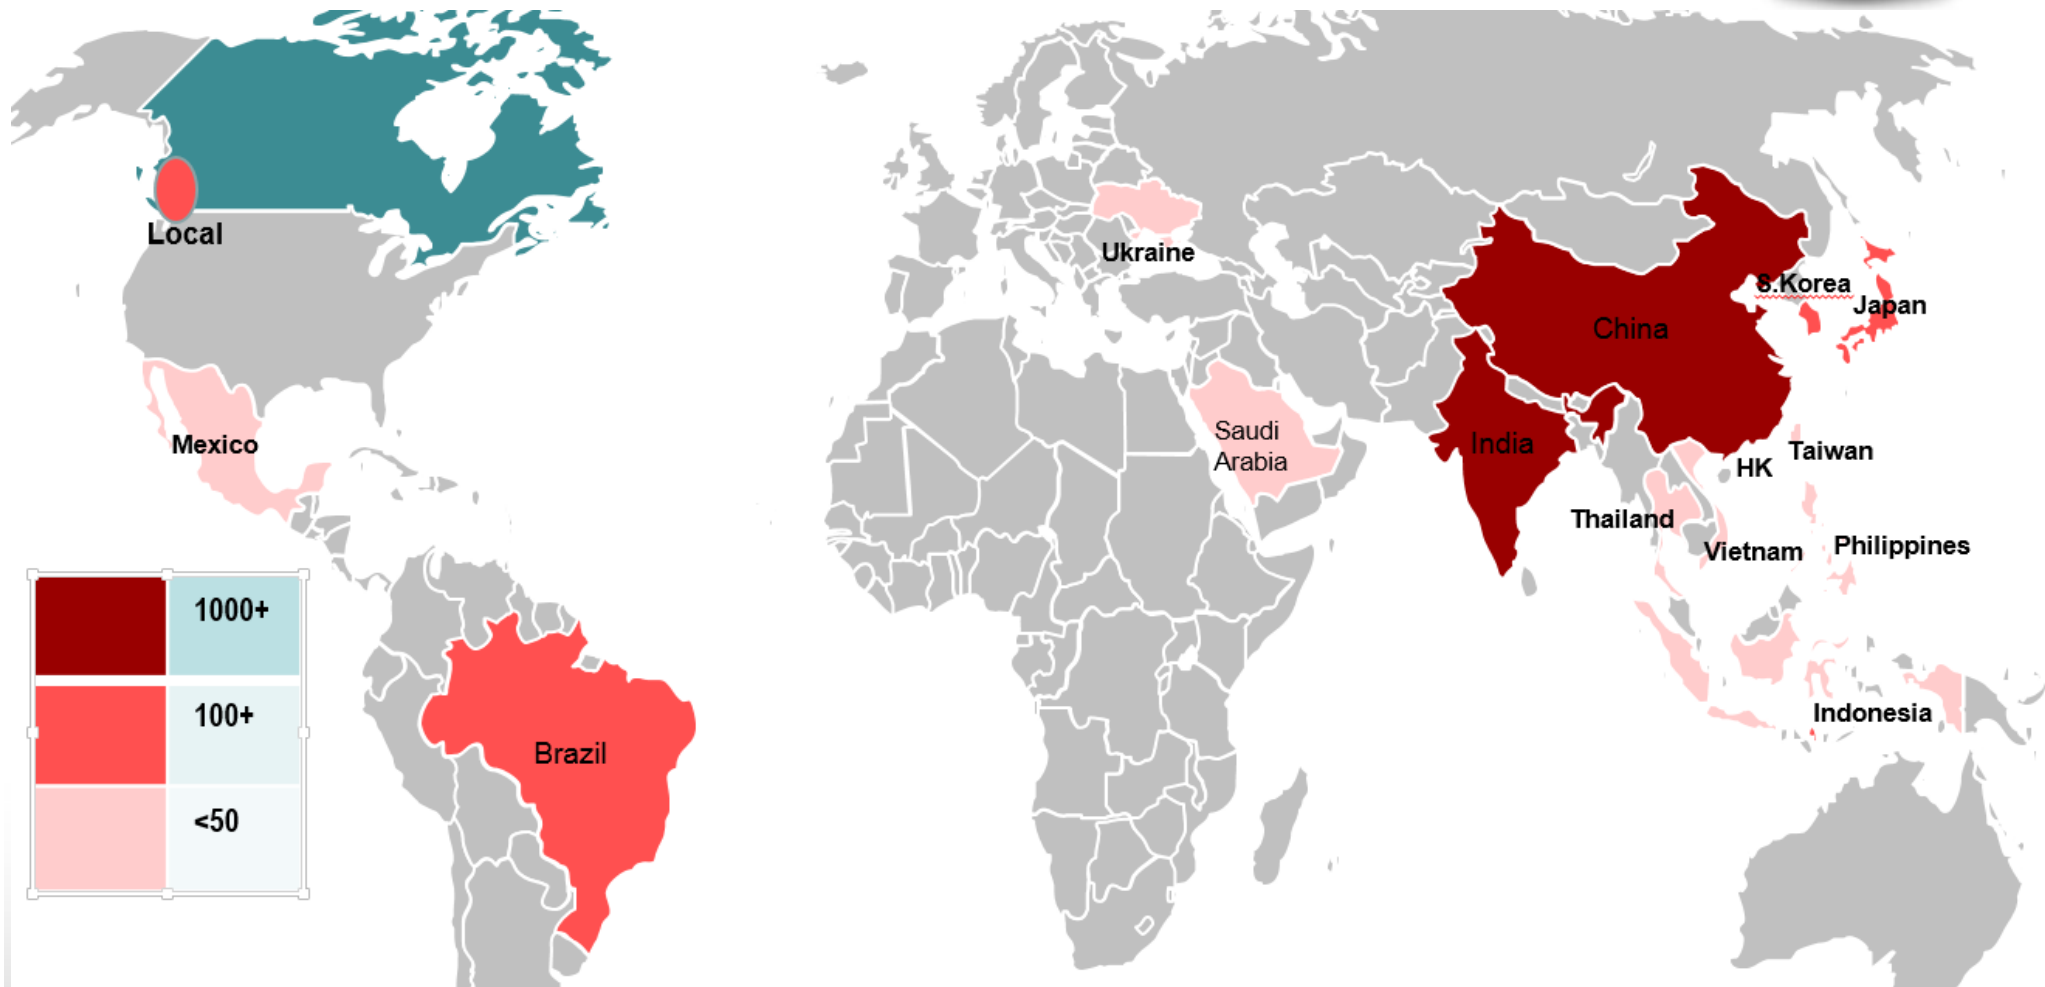 Local
Ukraine
S.Korea
Japan
China
Mexico
Saudi
Arabia
India
Taiwan
HK
Thailand
Vietnam
Philippines
1000+
100+
<50
Indonesia
Brazil